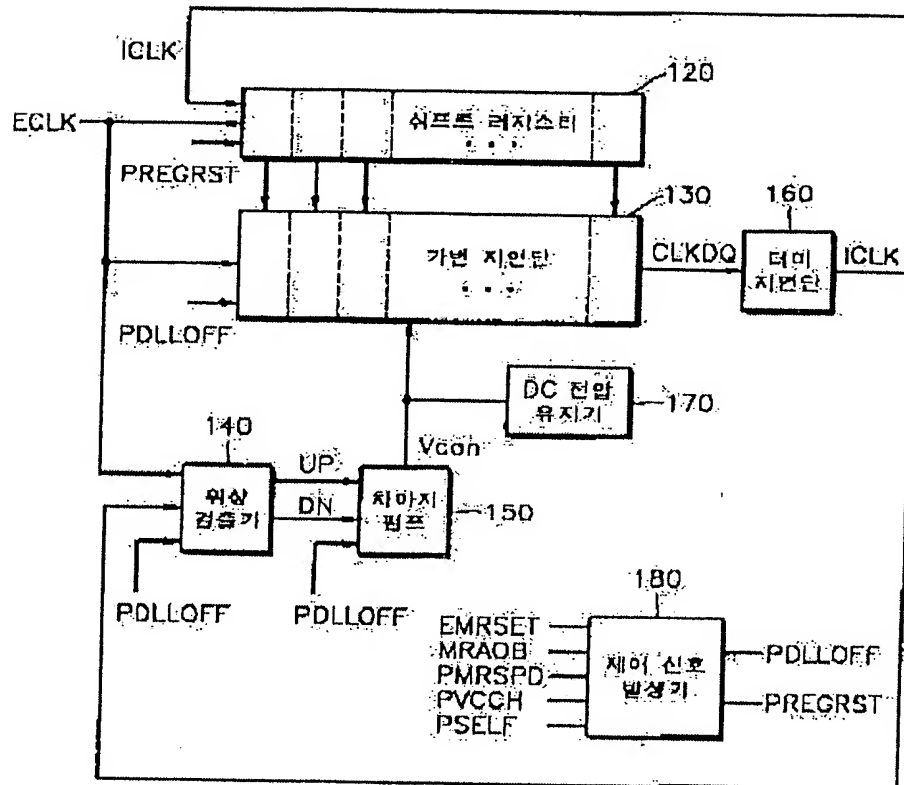 ICLK
120
ECLK
쉬프트 레지스터
PREGRST
130
160
가변 지연단
CLKDQ
더미
지연단
ICLK
PDLLOFF
DC 전압
유지기
170
140
Vcon
UP
위상
검출기
DN
차아지
펌프
150
PDLLOFF
PDLLOFF
180
EMRSET
MRAOB
PMRSPD
PVCCH
PSELF
제어 신호
발생기
PDLLOFF
PREGRST